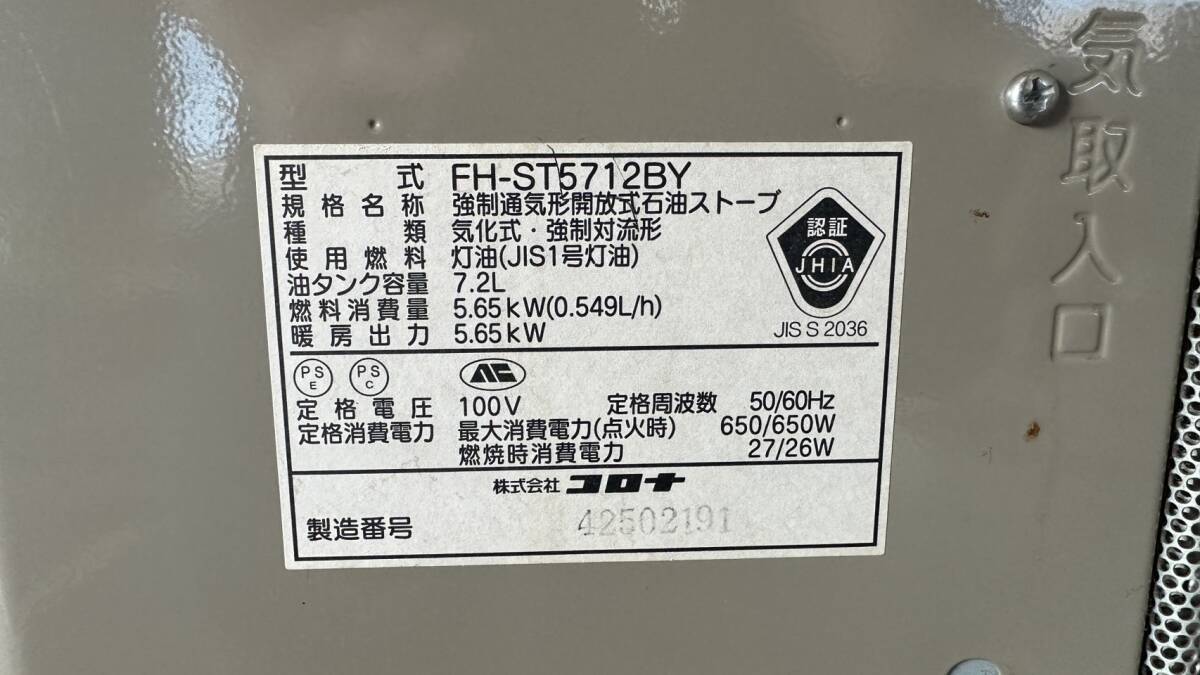 型式 FH-ST5712BY
規格名称 強制通気形開放式石油ストーブ
種類 気化式・強制対流形
使用燃料 灯油(JIS1号灯油)
油タンク容量 7.2L
燃料消費量 5.65kW(0.549L/h)
暖房出力 5.65kW
認証
JHIA
JIS S 2036
PS E PS C
定格電圧 100V 定格周波数 50/60Hz
定格消費電力 最大消費電力(点火時) 650/650W
燃焼時消費電力 27/26W
株式会社 コロナ
製造番号 42502191
気取入口